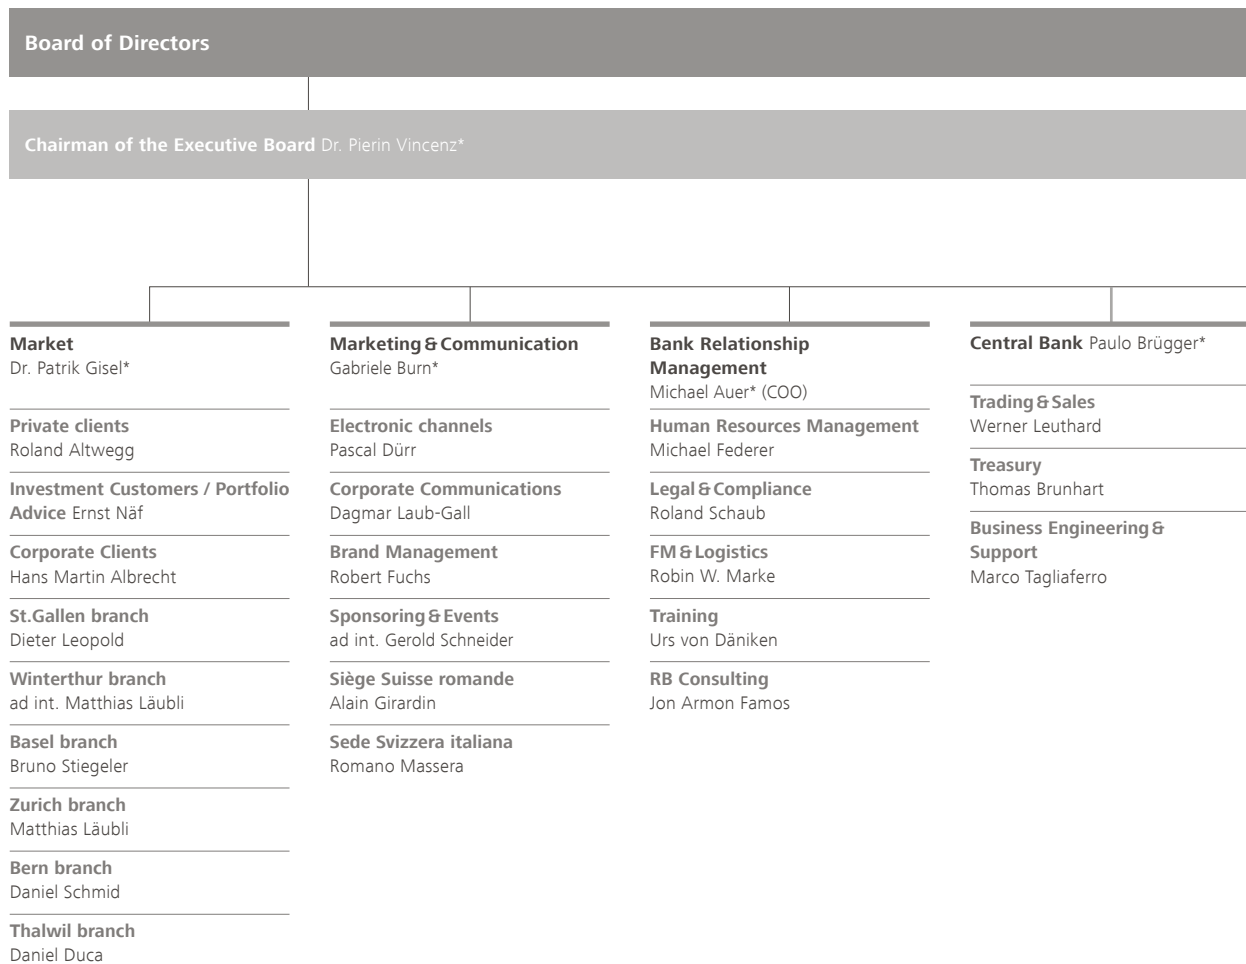 Board of Directors
Chairman of the Executive Board Dr. Pierin Vincenz*
Market
Dr. Patrik Gisel*
Private clients
Roland Altwegg
Investment Customers / Portfolio
Advice Ernst Näf
Corporate Clients
Hans Martin Albrecht
St.Gallen branch
Dieter Leopold
Winterthur branch
ad int. Matthias Läubli
Basel branch
Bruno Stiegeler
Zurich branch
Matthias Läubli
Bern branch
Daniel Schmid
Thalwil branch
Daniel Duca
Marketing & Communication
Gabriele Burn*
Electronic channels
Pascal Dürr
Corporate Communications
Dagmar Laub-Gall
Brand Management
Robert Fuchs
Sponsoring & Events
ad int. Gerold Schneider
Siège Suisse romande
Alain Girardin
Sede Svizzera italiana
Romano Massera
Bank Relationship
Management
Michael Auer* (COO)
Human Resources Management
Michael Federer
Legal & Compliance
Roland Schaub
FM & Logistics
Robin W. Marke
Training
Urs von Däniken
RB Consulting
Jon Armon Famos
Central Bank Paulo Brügger*
Trading & Sales
Werner Leuthard
Treasury
Thomas Brunhart
Business Engineering &
Support
Marco Tagliaferro